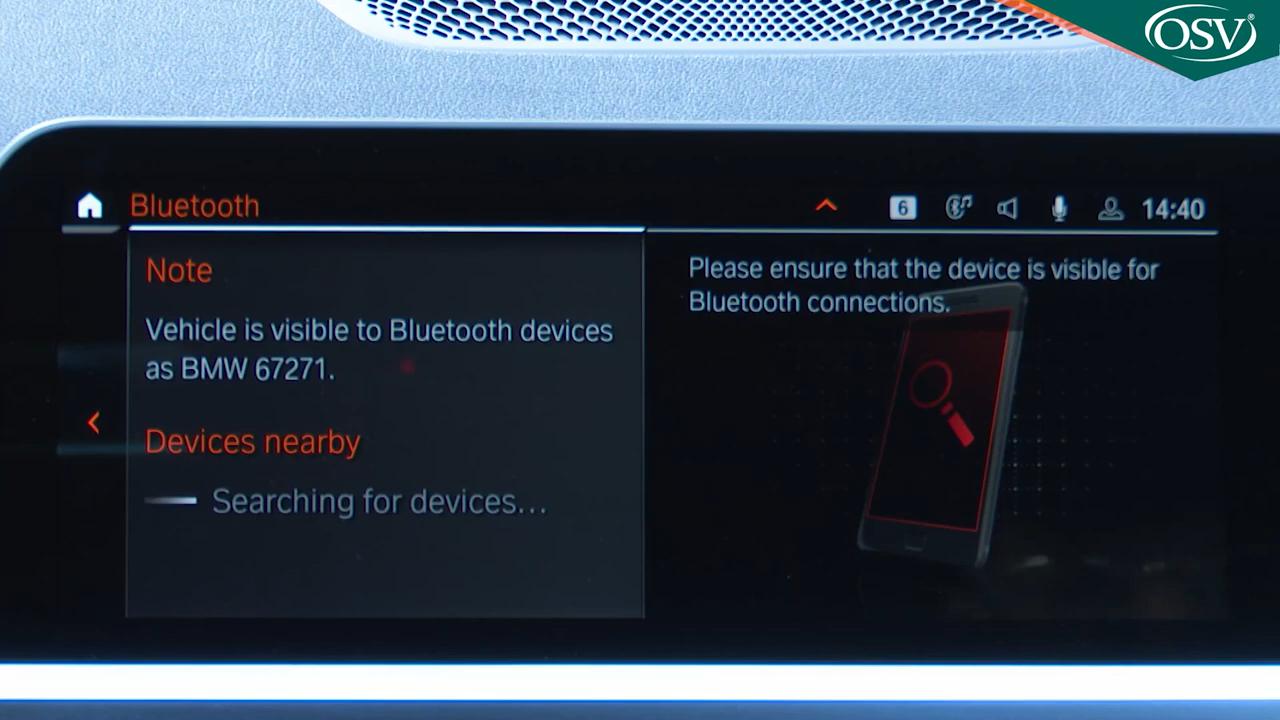 OSV®
Bluetooth
6
14:40
Note
Vehicle is visible to Bluetooth devices
as BMW 67271.
Devices nearby
Searching for devices...
Please ensure that the device is visible for
Bluetooth connections.